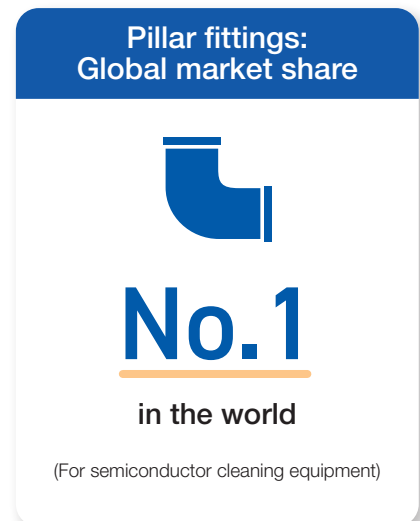 Pillar fittings:
Global market share
No.1
in the world
(For semiconductor cleaning equipment)